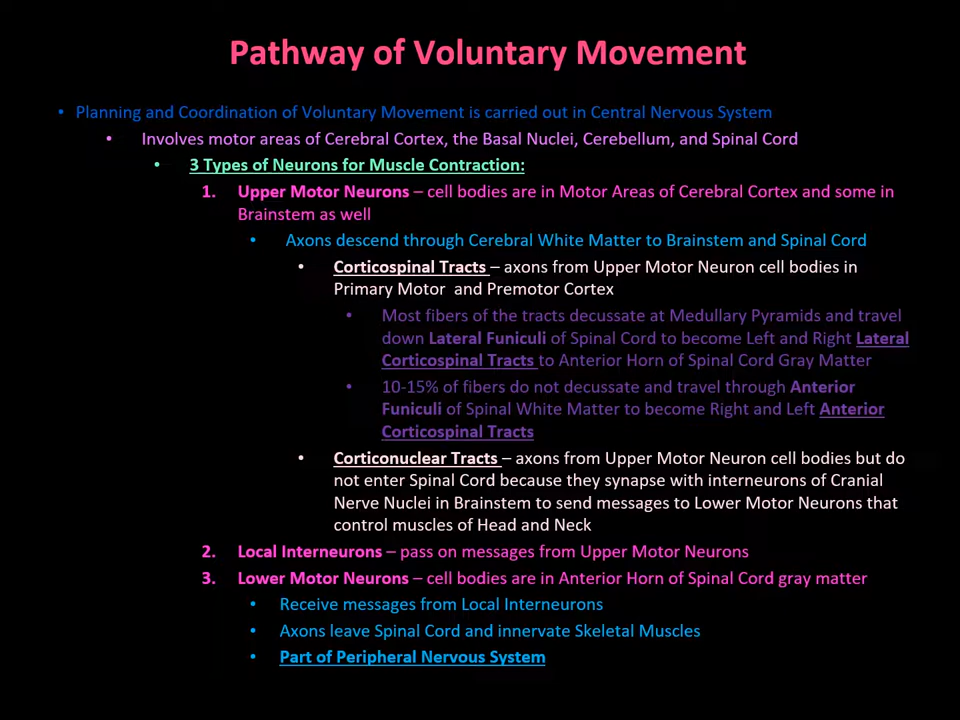 Pathway of Voluntary Movement
• Planning and Coordination of Voluntary Movement is carried out in Central Nervous System
• Involves motor areas of Cerebral Cortex, the Basal Nuclei, Cerebellum, and Spinal Cord
• 3 Types of Neurons for Muscle Contraction:
1. Upper Motor Neurons – cell bodies are in Motor Areas of Cerebral Cortex and some in
Brainstem as well
• Axons descend through Cerebral White Matter to Brainstem and Spinal Cord
• Corticospinal Tracts – axons from Upper Motor Neuron cell bodies in
Primary Motor and Premotor Cortex
• Most fibers of the tracts decussate at Medullary Pyramids and travel
down Lateral Funiculi of Spinal Cord to become Left and Right Lateral
Corticospinal Tracts to Anterior Horn of Spinal Cord Gray Matter
• 10-15% of fibers do not decussate and travel through Anterior
Funiculi of Spinal White Matter to become Right and Left Anterior
Corticospinal Tracts
• Corticonuclear Tracts – axons from Upper Motor Neuron cell bodies but do
not enter Spinal Cord because they synapse with interneurons of Cranial
Nerve Nuclei in Brainstem to send messages to Lower Motor Neurons that
control muscles of Head and Neck
2. Local Interneurons – pass on messages from Upper Motor Neurons
3. Lower Motor Neurons – cell bodies are in Anterior Horn of Spinal Cord gray matter
• Receive messages from Local Interneurons
• Axons leave Spinal Cord and innervate Skeletal Muscles
• Part of Peripheral Nervous System